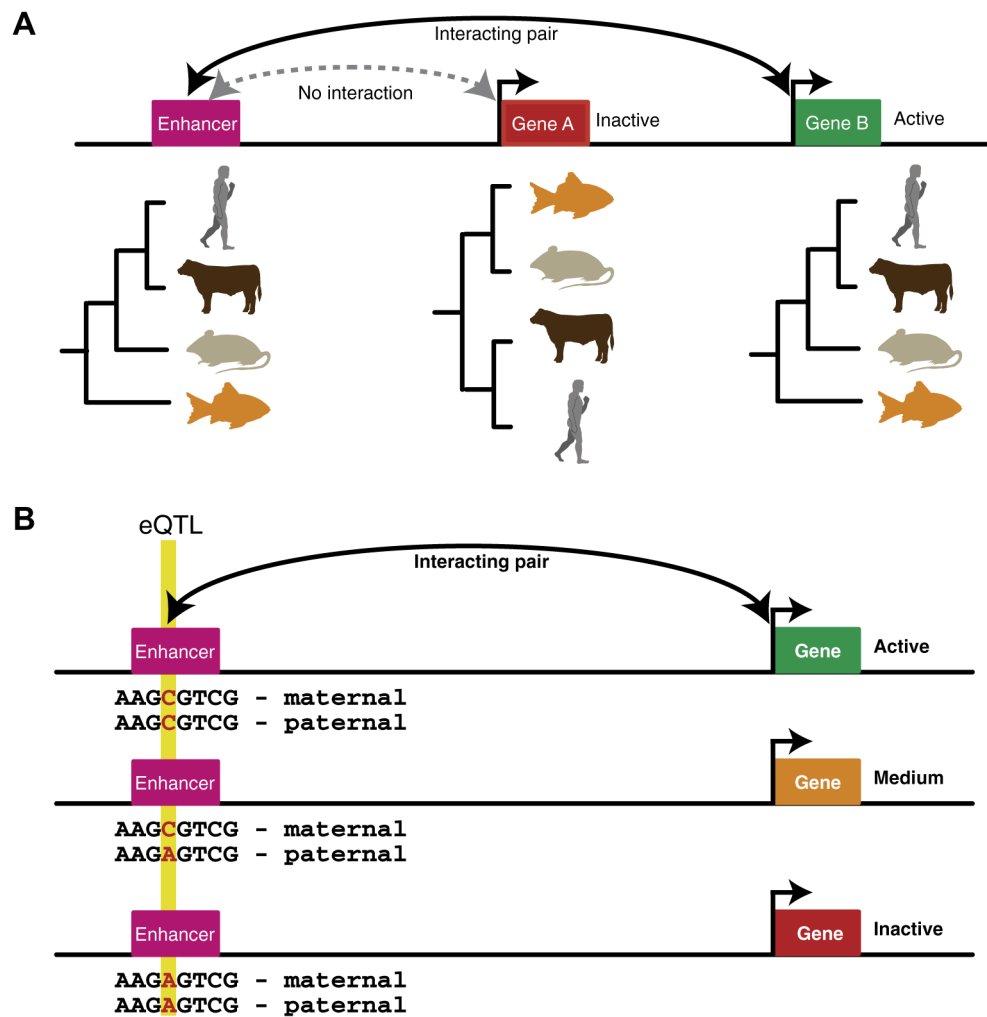 A
Interacting pair
No interaction
Enhancer
Gene A
Inactive
Gene B
Active
B
eQTL
Interacting pair
Enhancer
Gene
Active
AAGCGTCG - maternal
AAGCGTCG - paternal
Enhancer
Gene
Medium
AAGCGTCG - maternal
AAGAGTCG - paternal
Enhancer
Gene
Inactive
AAGAGTCG - maternal
AAGAGTCG - paternal